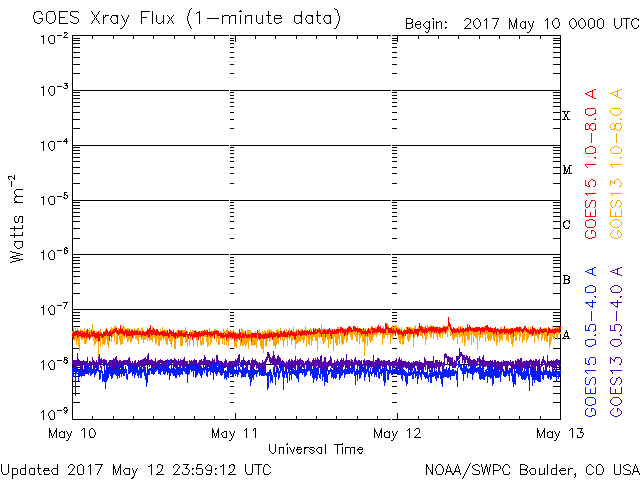 GOES Xray Flux (1-minute data)
Begin: 2017 May 10 0000 UTC
10⁻²
10⁻³
10⁻⁴
10⁻⁵
10⁻⁶
10⁻⁷
10⁻⁸
10⁻⁹
Watts m⁻²
X
M
C
B
A
GOES15 1.0-8.0 A
GOES13 1.0-8.0 A
GOES15 0.5-4.0 A
GOES13 0.5-4.0 A
May 10
May 11
May 12
May 13
Universal Time
Updated 2017 May 12 23:59:12 UTC
NOAA/SWPC Boulder, CO USA